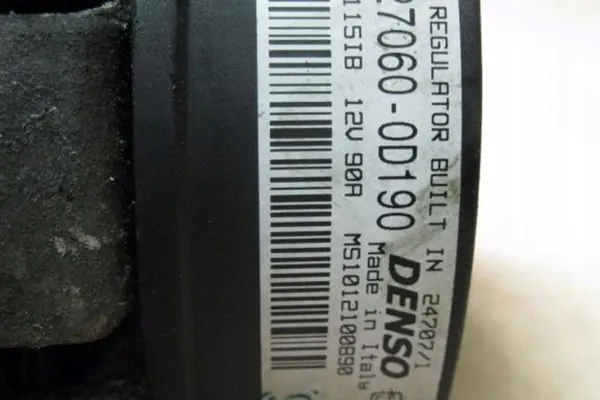 REGULATOR BUILT IN 24707/1
27060-0D190 DENSO
Made in Italy
115IB 12V 90A MS1012100890